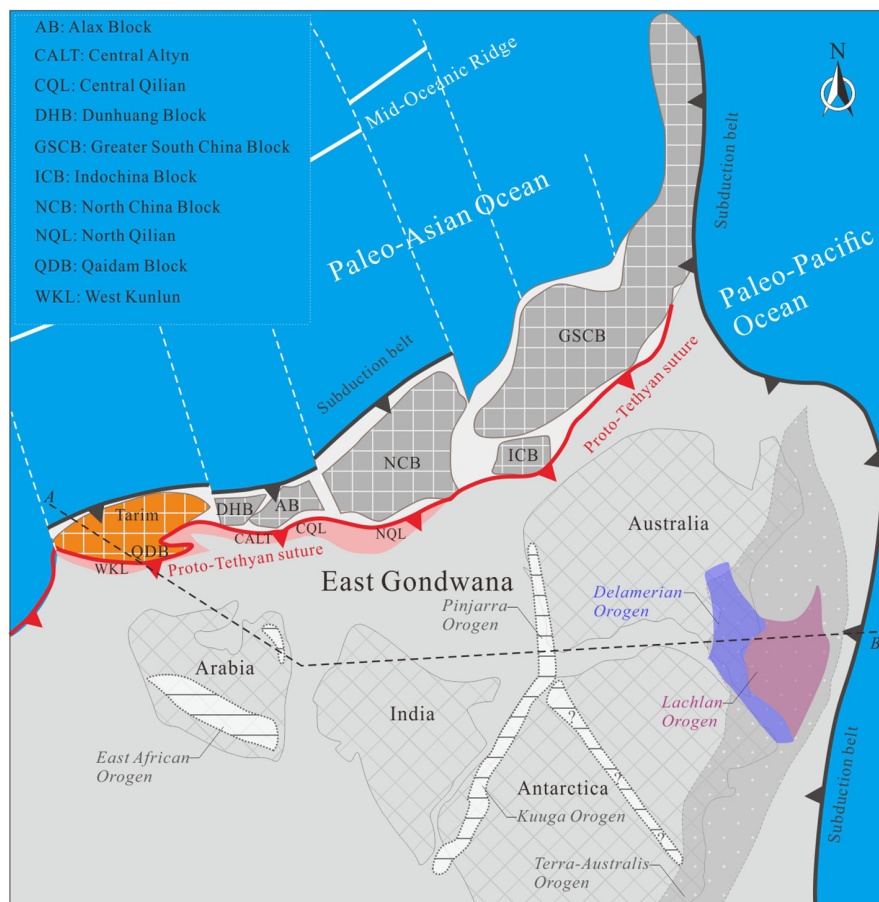 AB: Alax Block
CALT: Central Altyn
CQL: Central Qilian
DHB: Dunhuang Block
GSCB: Greater South China Block
ICB: Indochina Block
NCB: North China Block
NQL: North Qilian
QDB: Qaidam Block
WKL: West Kunlun
Mid-Oceanic Ridge
N
Paleo-Asian Ocean
Subduction belt
Paleo-Pacific
Ocean
GSCB
Subduction belt
Proto-Tethyan suture
NCB
ICB
A
Tarim
DHB
AB
QDB
CALT
CQL
NQL
WKL
Proto-Tethyan suture
Australia
East Gondwana
Delamerian
Orogen
Pinjarra
Orogen
B
Arabia
Lachlan
Orogen
India
?
East African
Orogen
?
Antarctica
Kuuga Orogen
Subduction belt
?
Terra-Australis
Orogen